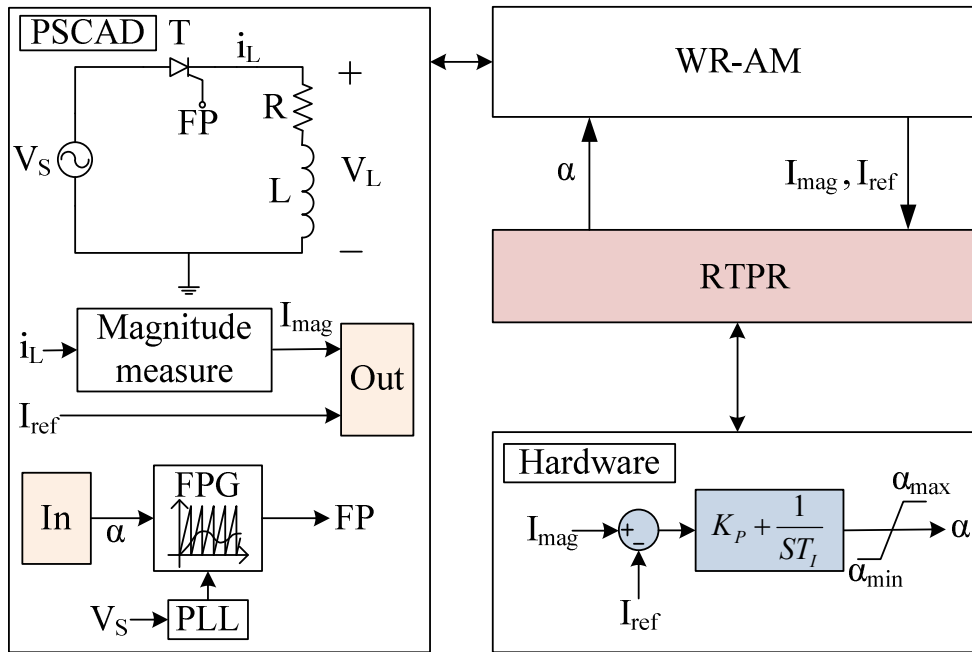 PSCAD
T
i_L
+
FP
R
V_S
L
V_L
−
i_L
Magnitude
measure
I_mag
Out
I_ref
In
α
FPG
FP
V_S
PLL
WR-AM
α
I_mag , I_ref
RTPR
Hardware
I_mag
+
−
I_ref
K_P + 1/ST_I
α_max
α_min
α